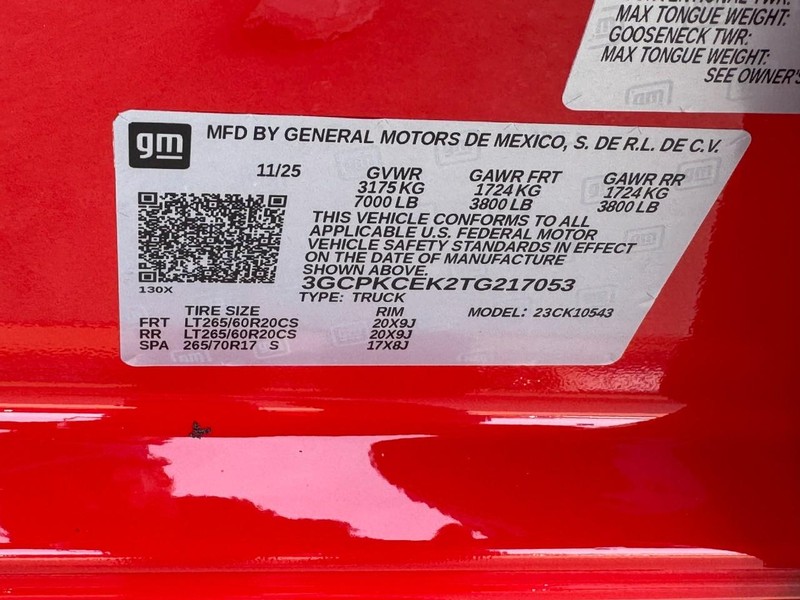 MAX TONGUE WEIGHT:
GOOSENECK TWR:
MAX TONGUE WEIGHT:
SEE OWNER'S
gm
MFD BY GENERAL MOTORS DE MEXICO, S. DE R.L. DE C.V.
11/25 GVWR GAWR FRT GAWR RR
3175 KG 1724 KG 1724 KG
7000 LB 3800 LB 3800 LB
THIS VEHICLE CONFORMS TO ALL
APPLICABLE U.S. FEDERAL MOTOR
VEHICLE SAFETY STANDARDS IN EFFECT
ON THE DATE OF MANUFACTURE
SHOWN ABOVE.
3GCPKCEK2TG217053
130X
TYPE: TRUCK
TIRE SIZE RIM MODEL: 23CK10543
FRT LT265/60R20CS 20X9J
RR LT265/60R20CS 20X9J
SPA 265/70R17 S 17X8J